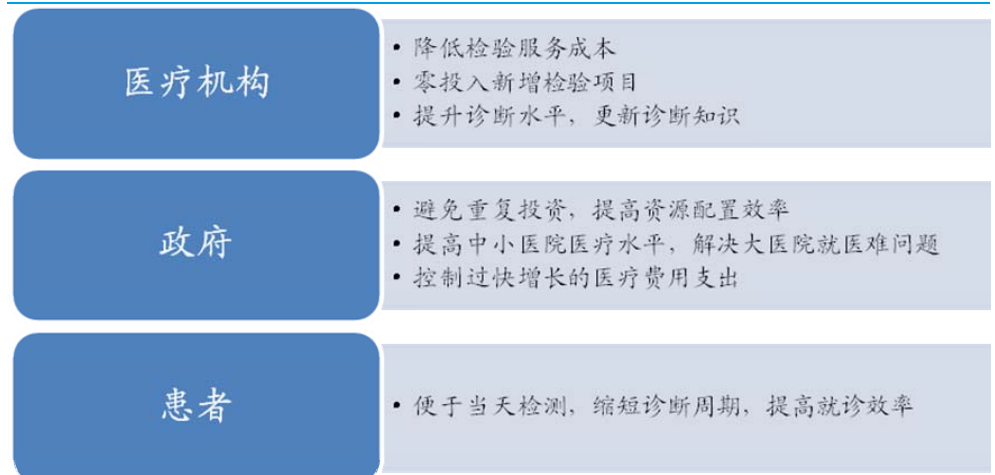 医疗机构
• 降低检验服务成本
• 零投入新增检验项目
• 提升诊断水平，更新诊断知识
政府
• 避免重复投资，提高资源配置效率
• 提高中小医院医疗水平，解决大医院就医难问题
• 控制过快增长的医疗费用支出
患者
• 便于当天检测，缩短诊断周期，提高就诊效率